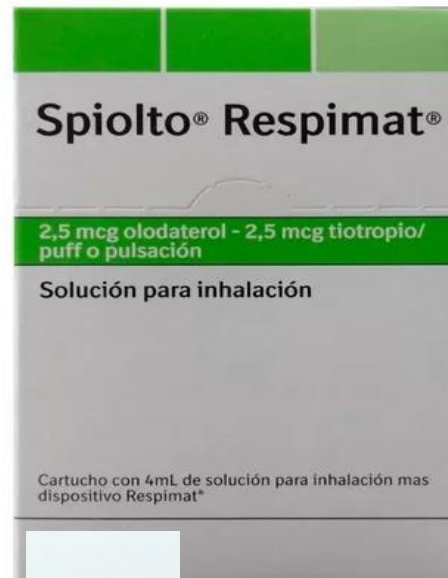 Spiolto® Respimat®
2,5 mcg olodaterol - 2,5 mcg tiotropio/
puff o pulsación
Solución para inhalación
Cartucho con 4mL de solución para inhalación mas
dispositivo Respimat®